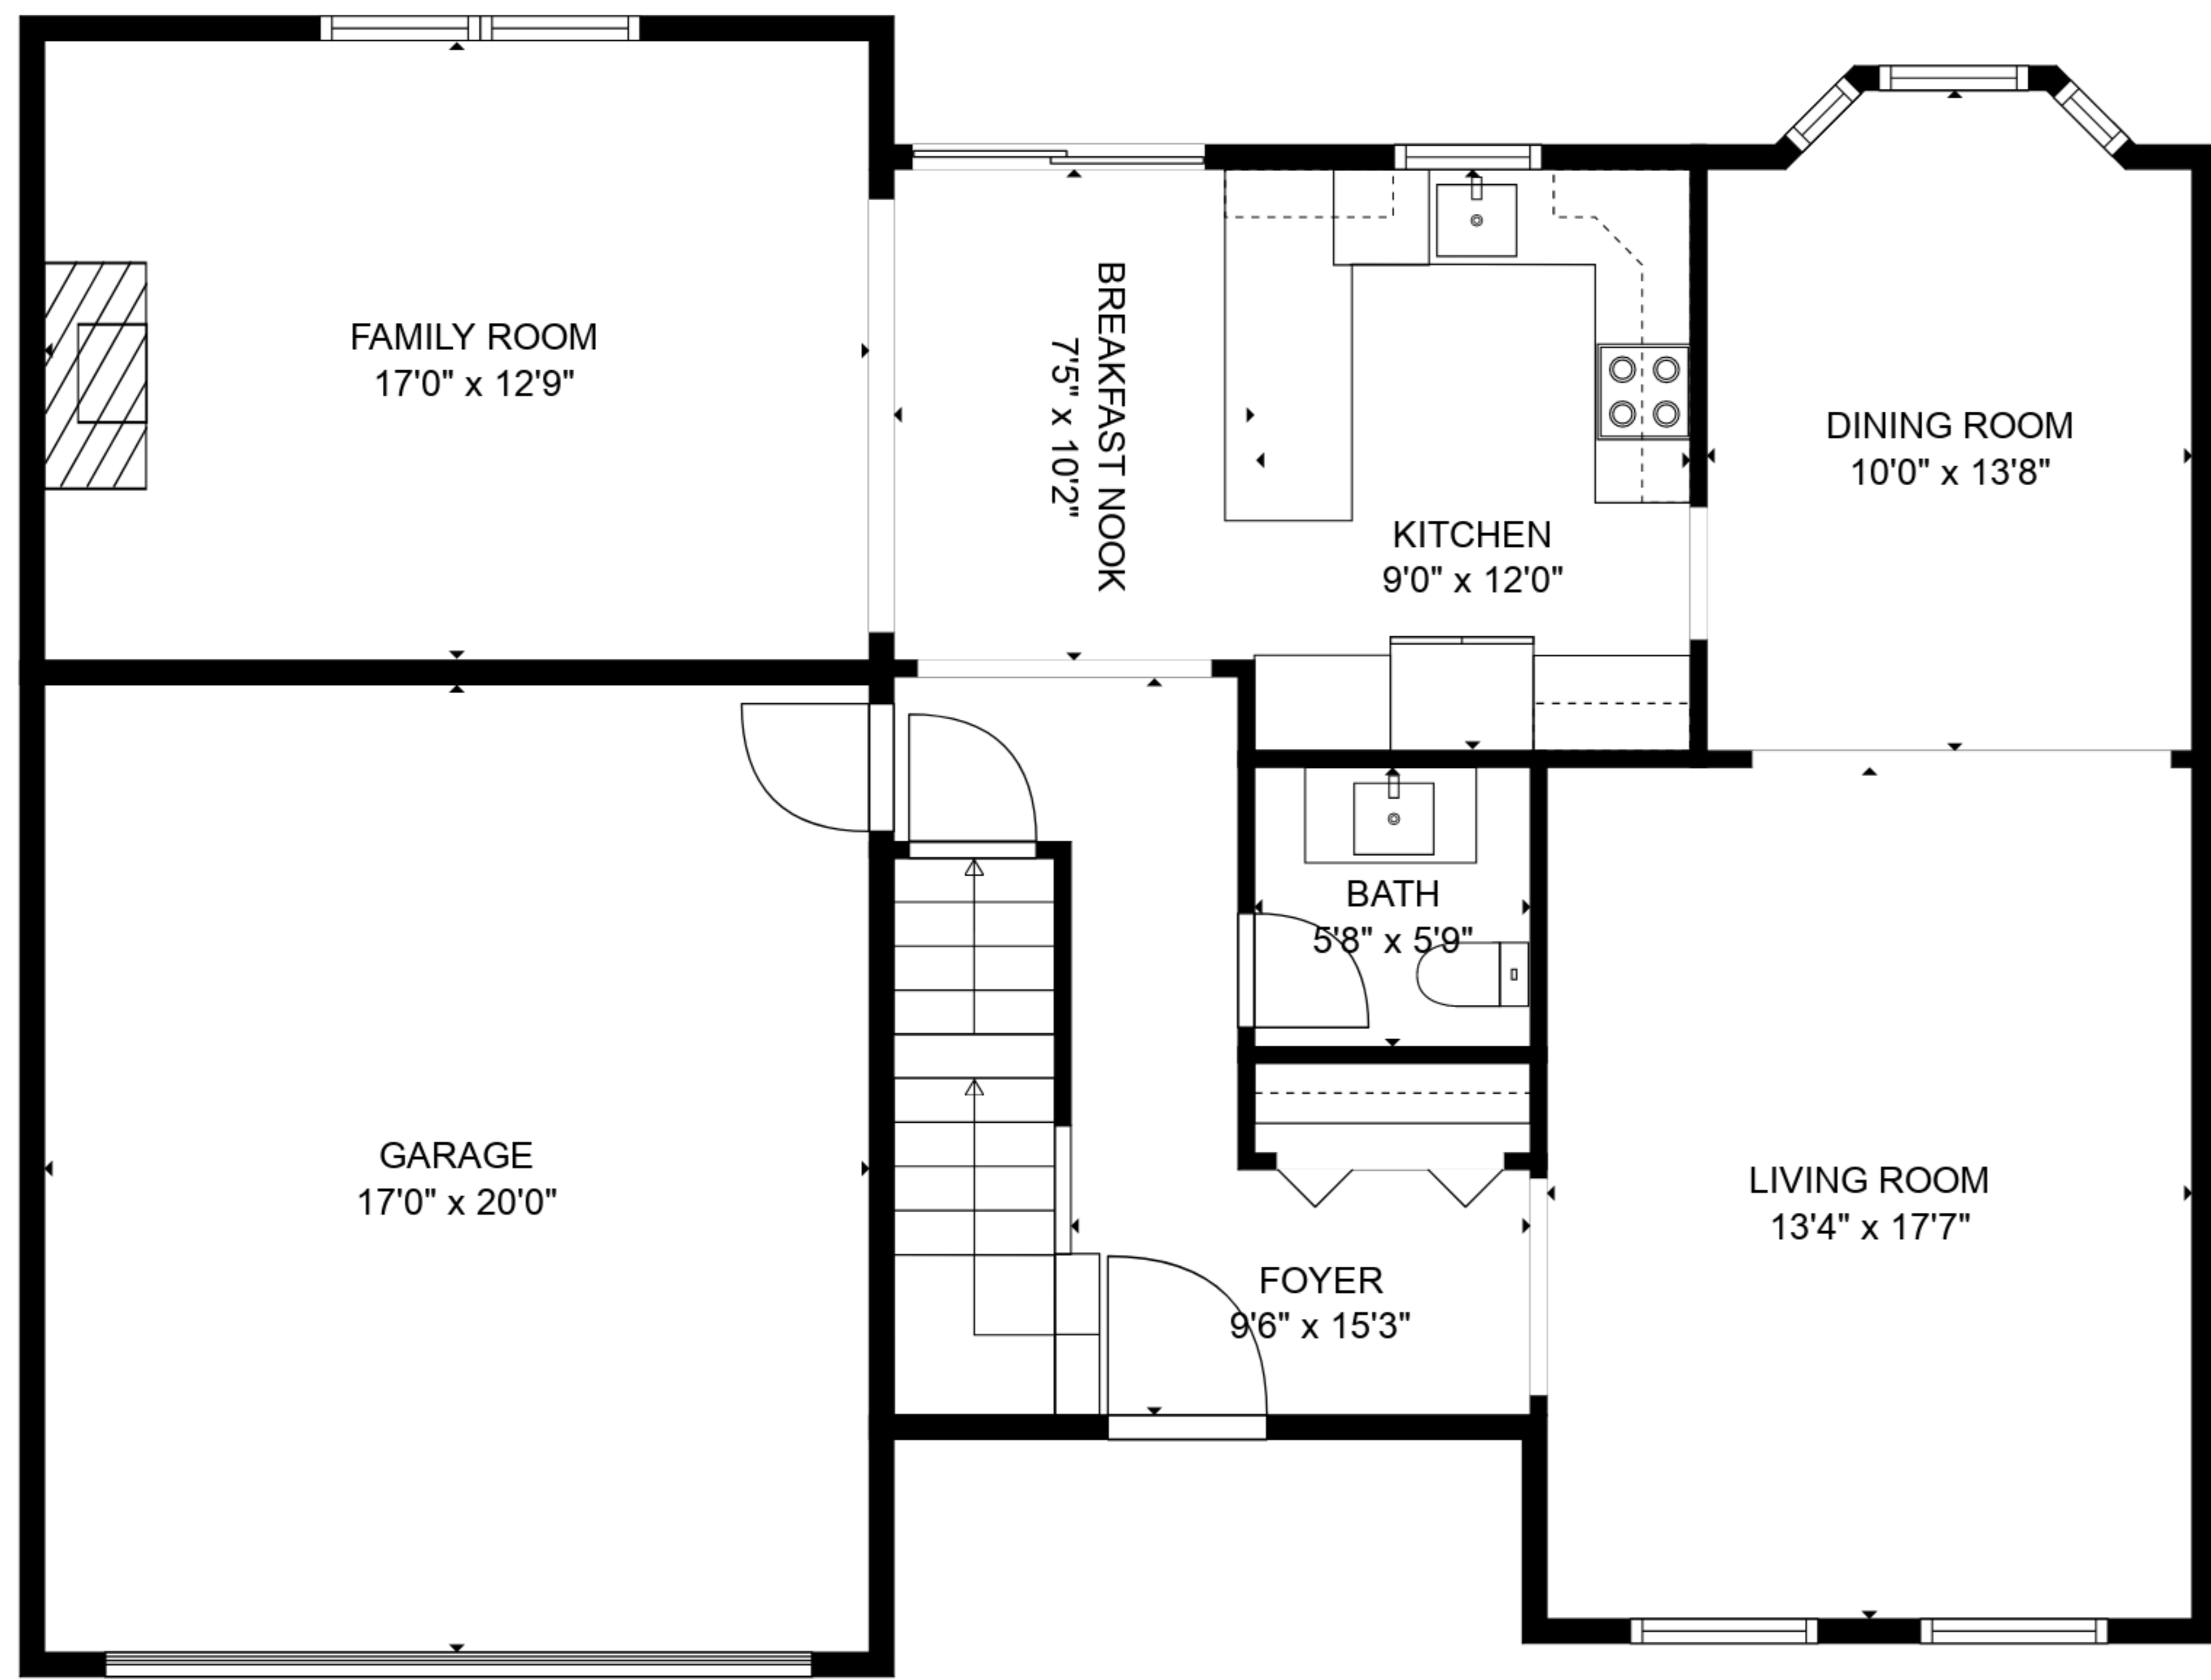 FAMILY ROOM
17'0" x 12'9"
BREAKFAST NOOK
7'5" x 10'2"
KITCHEN
9'0" x 12'0"
DINING ROOM
10'0" x 13'8"
BATH
5'8" x 5'9"
GARAGE
17'0" x 20'0"
FOYER
9'6" x 15'3"
LIVING ROOM
13'4" x 17'7"